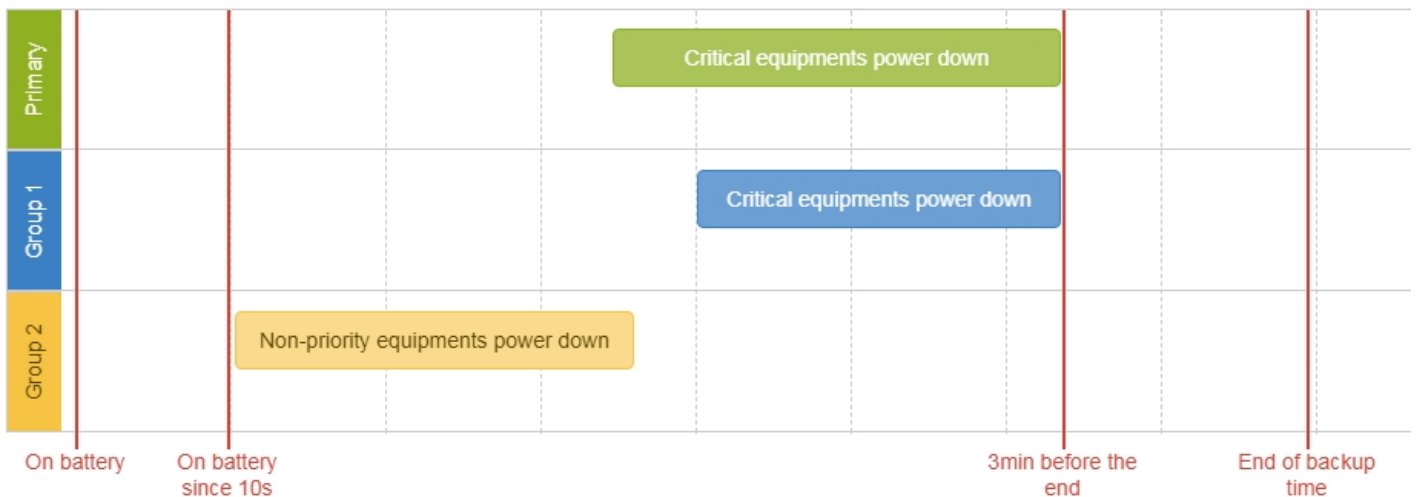 Primary
Critical equipments power down
Group 1
Critical equipments power down
Group 2
Non-priority equipments power down
On battery
On battery
since 10s
3min before the
end
End of backup
time